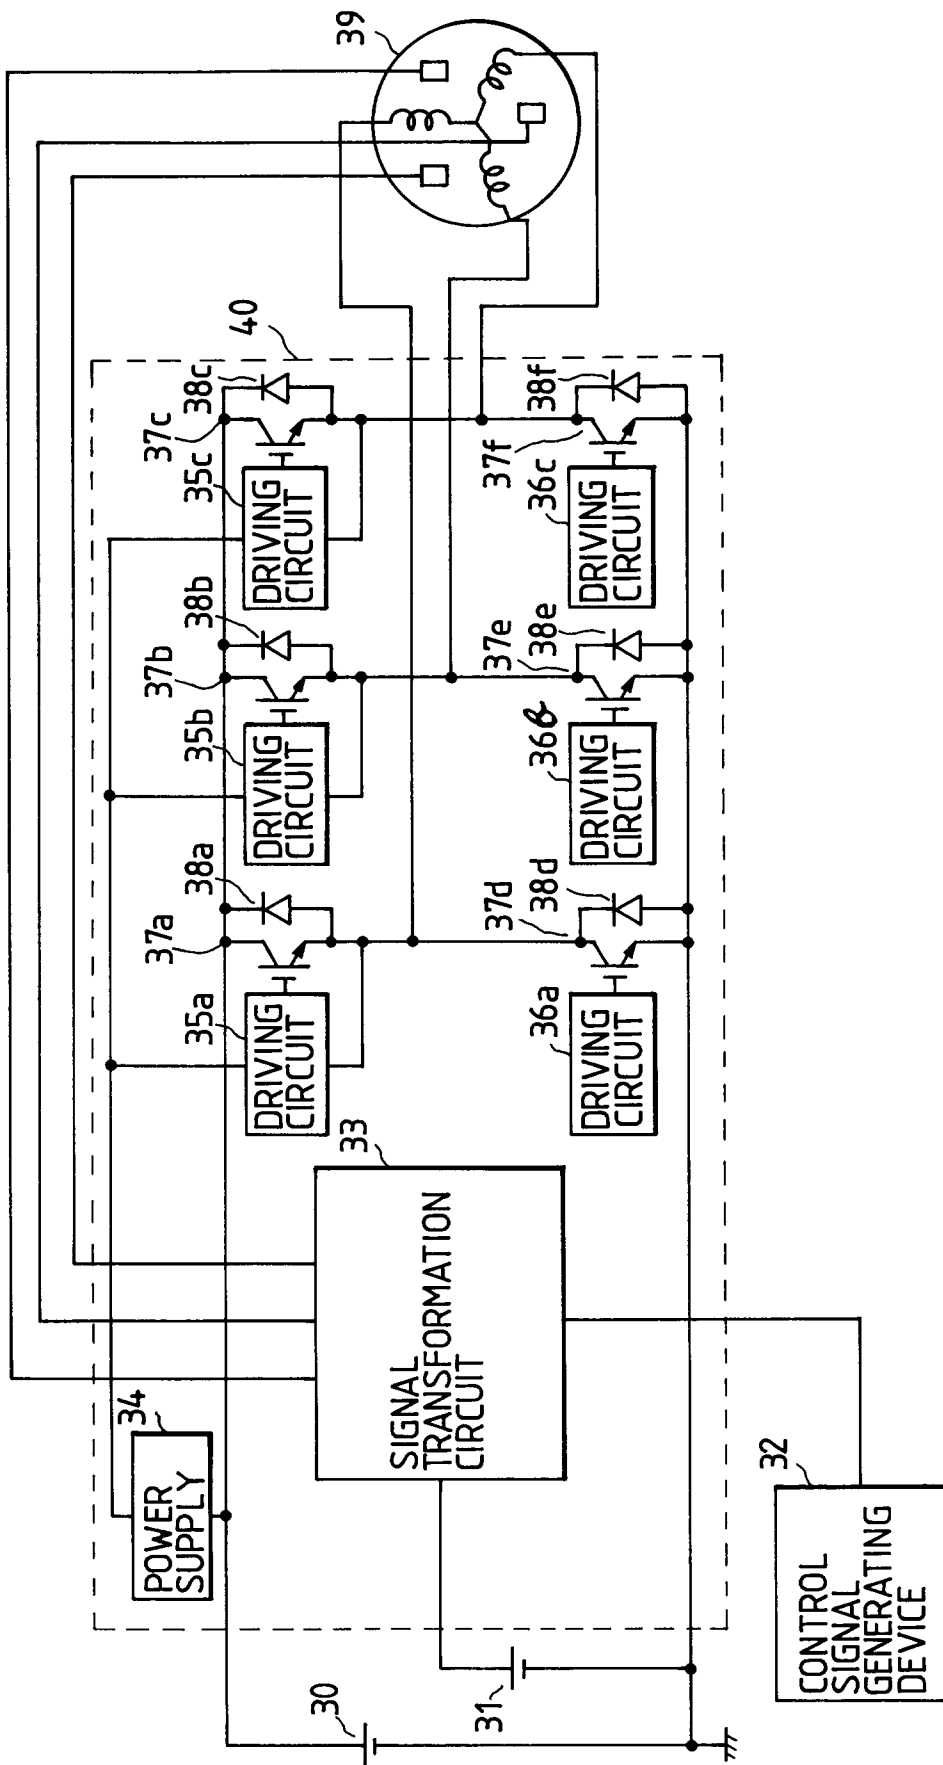 39
40
38c
37c
35c
DRIVING
CIRCUIT
38f
37f
36c
DRIVING
CIRCUIT
38b
37b
35b
DRIVING
CIRCUIT
38e
37e
36b
DRIVING
CIRCUIT
38a
37a
35a
DRIVING
CIRCUIT
38d
37d
36a
DRIVING
CIRCUIT
33
SIGNAL
TRANSFORMATION
CIRCUIT
34
POWER
SUPPLY
32
CONTROL
SIGNAL
GENERATING
DEVICE
31
30